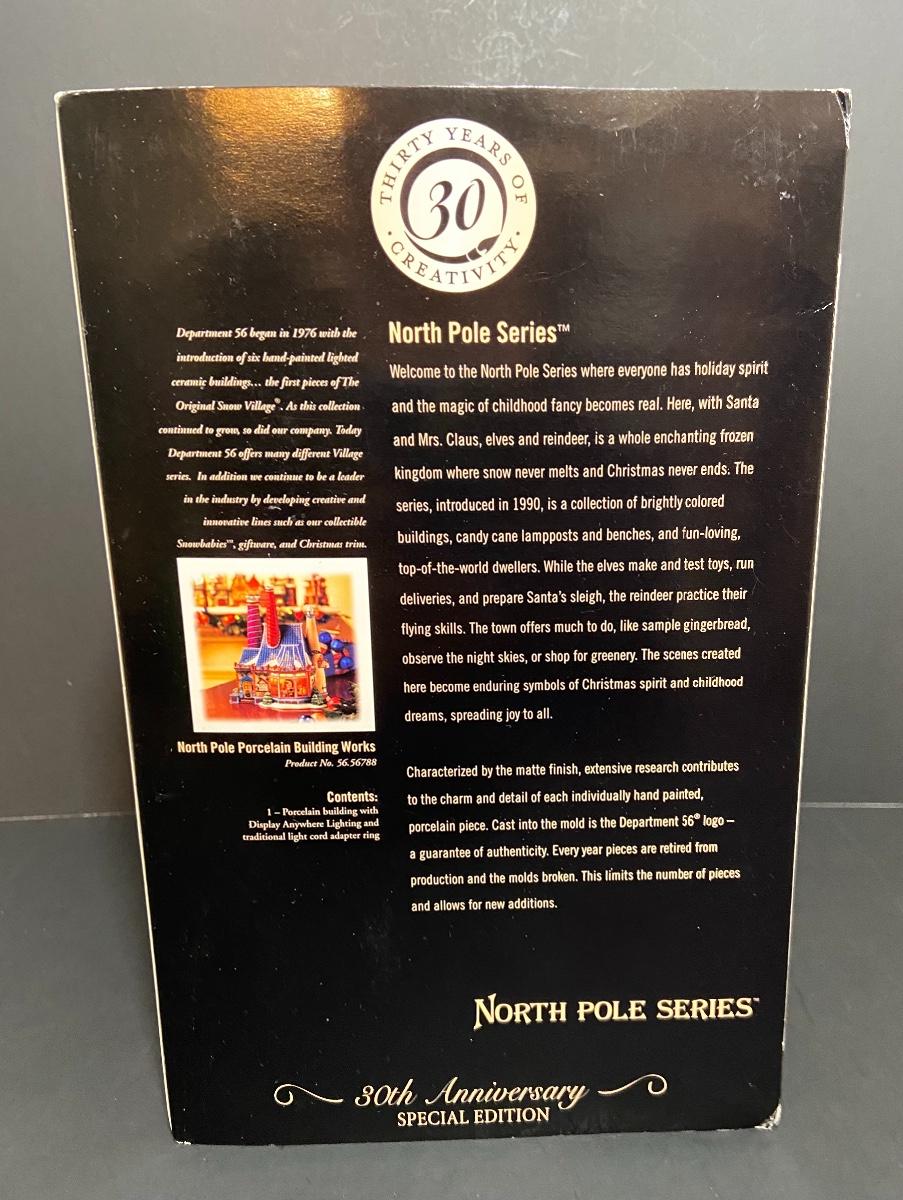 THIRTY YEARS OF
30
· CREATIVITY ·
Department 56 began in 1976 with the
introduction of six hand-painted lighted
ceramic buildings... the first pieces of The
Original Snow Village®. As this collection
continued to grow, so did our company. Today
Department 56 offers many different Village
series. In addition we continue to be a leader
in the industry by developing creative and
innovative lines such as our collectible
Snowbabies™, giftware, and Christmas trim.
North Pole Porcelain Building Works
Product No. 56.56788
Contents:
1 – Porcelain building with
Display Anywhere Lighting and
traditional light cord adapter ring
North Pole Series™
Welcome to the North Pole Series where everyone has holiday spirit
and the magic of childhood fancy becomes real. Here, with Santa
and Mrs. Claus, elves and reindeer, is a whole enchanting frozen
kingdom where snow never melts and Christmas never ends. The
series, introduced in 1990, is a collection of brightly colored
buildings, candy cane lampposts and benches, and fun-loving,
top-of-the-world dwellers. While the elves make and test toys, run
deliveries, and prepare Santa's sleigh, the reindeer practice their
flying skills. The town offers much to do, like sample gingerbread,
observe the night skies, or shop for greenery. The scenes created
here become enduring symbols of Christmas spirit and childhood
dreams, spreading joy to all.
Characterized by the matte finish, extensive research contributes
to the charm and detail of each individually hand painted,
porcelain piece. Cast into the mold is the Department 56® logo –
a guarantee of authenticity. Every year pieces are retired from
production and the molds broken. This limits the number of pieces
and allows for new additions.
NORTH POLE SERIES™
30th Anniversary
SPECIAL EDITION